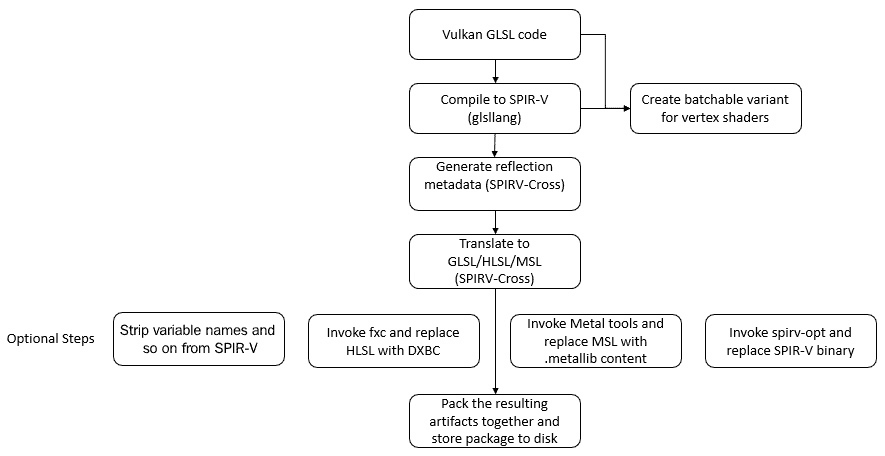 Vulkan GLSL code
Compile to SPIR-V
(glsllang)
Create batchable variant
for vertex shaders
Generate reflection
metadata (SPIRV-Cross)
Translate to
GLSL/HLSL/MSL
(SPIRV-Cross)
Optional Steps
Strip variable names and
so on from SPIR-V
Invoke fxc and replace
HLSL with DXBC
Invoke Metal tools and
replace MSL with
.metallib content
Invoke spirv-opt and
replace SPIR-V binary
Pack the resulting
artifacts together and
store package to disk